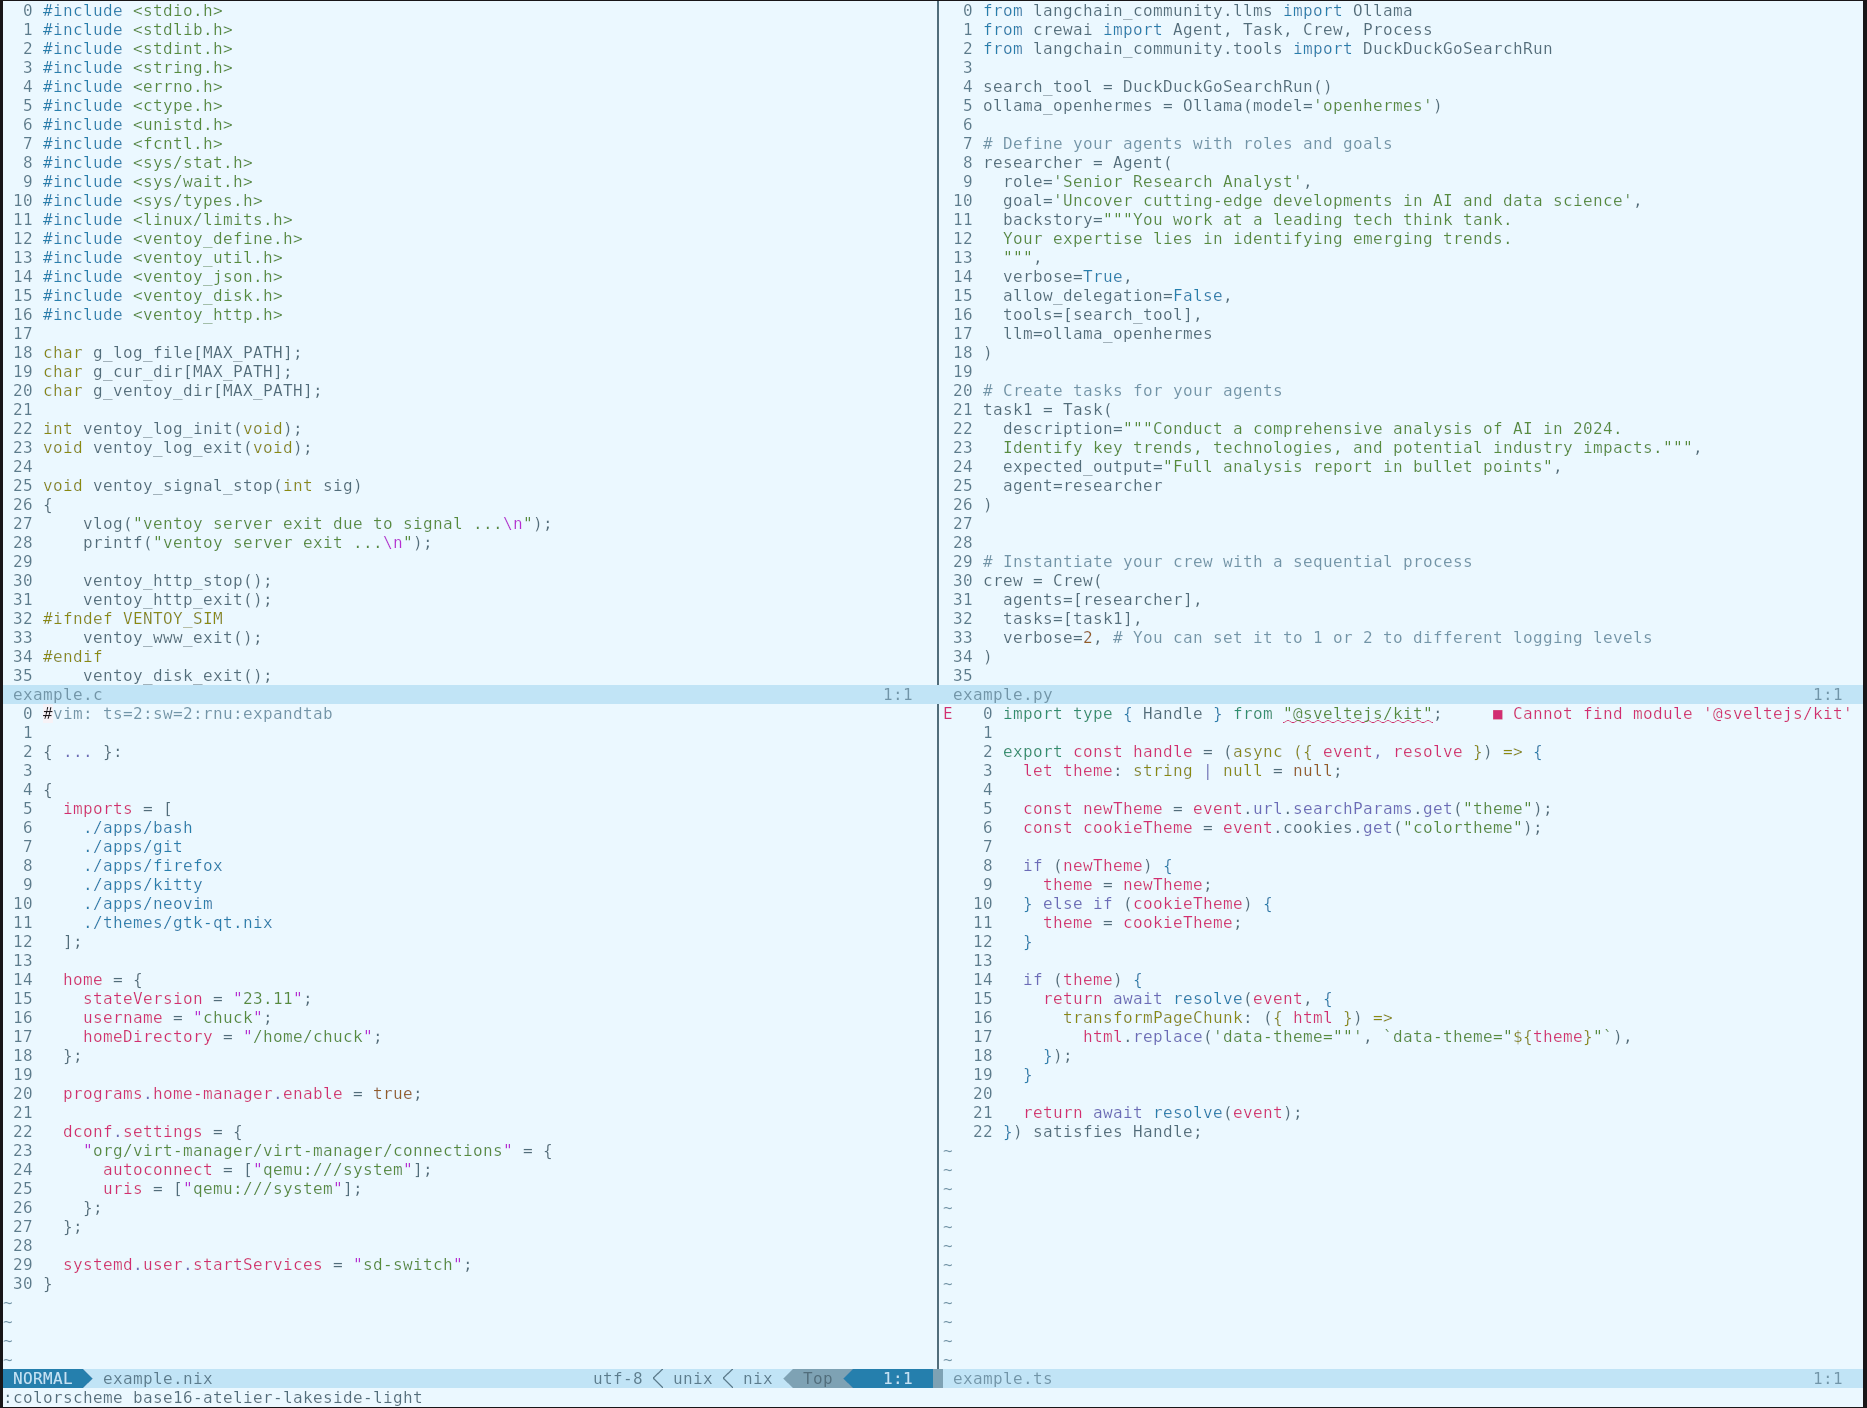 0 #include <stdio.h>
1 #include <stdlib.h>
2 #include <stdint.h>
3 #include <string.h>
4 #include <errno.h>
5 #include <ctype.h>
6 #include <unistd.h>
7 #include <fcntl.h>
8 #include <sys/stat.h>
9 #include <sys/wait.h>
10 #include <sys/types.h>
11 #include <linux/limits.h>
12 #include <ventoy_define.h>
13 #include <ventoy_util.h>
14 #include <ventoy_json.h>
15 #include <ventoy_disk.h>
16 #include <ventoy_http.h>
17
18 char g_log_file[MAX_PATH];
19 char g_cur_dir[MAX_PATH];
20 char g_ventoy_dir[MAX_PATH];
21
22 int ventoy_log_init(void);
23 void ventoy_log_exit(void);
24
25 void ventoy_signal_stop(int sig)
26 {
27     vlog("ventoy server exit due to signal ...\n");
28     printf("ventoy server exit ...\n");
29
30     ventoy_http_stop();
31     ventoy_http_exit();
32 #ifndef VENTOY_SIM
33     ventoy_www_exit();
34 #endif
35     ventoy_disk_exit();
example.c 1:1
0 from langchain_community.llms import Ollama
1 from crewai import Agent, Task, Crew, Process
2 from langchain_community.tools import DuckDuckGoSearchRun
3
4 search_tool = DuckDuckGoSearchRun()
5 ollama_openhermes = Ollama(model='openhermes')
6
7 # Define your agents with roles and goals
8 researcher = Agent(
9   role='Senior Research Analyst',
10   goal='Uncover cutting-edge developments in AI and data science',
11   backstory="""You work at a leading tech think tank.
12   Your expertise lies in identifying emerging trends.
13   """,
14   verbose=True,
15   allow_delegation=False,
16   tools=[search_tool],
17   llm=ollama_openhermes
18 )
19
20 # Create tasks for your agents
21 task1 = Task(
22   description="""Conduct a comprehensive analysis of AI in 2024.
23   Identify key trends, technologies, and potential industry impacts.""",
24   expected_output="Full analysis report in bullet points",
25   agent=researcher
26 )
27
28
29 # Instantiate your crew with a sequential process
30 crew = Crew(
31   agents=[researcher],
32   tasks=[task1],
33   verbose=2, # You can set it to 1 or 2 to different logging levels
34 )
35
example.py 1:1
0 #vim: ts=2:sw=2:rnu:expandtab
1
2 { ... }:
3
4 {
5   imports = [
6     ./apps/bash
7     ./apps/git
8     ./apps/firefox
9     ./apps/kitty
10     ./apps/neovim
11     ./themes/gtk-qt.nix
12   ];
13
14   home = {
15     stateVersion = "23.11";
16     username = "chuck";
17     homeDirectory = "/home/chuck";
18   };
19
20   programs.home-manager.enable = true;
21
22   dconf.settings = {
23     "org/virt-manager/virt-manager/connections" = {
24       autoconnect = ["qemu:///system"];
25       uris = ["qemu:///system"];
26     };
27   };
28
29   systemd.user.startServices = "sd-switch";
30 }
~
~
~
~
NORMAL example.nix utf-8 unix nix Top 1:1
E 0 import type { Handle } from "@sveltejs/kit"; ■ Cannot find module '@sveltejs/kit'
1
2 export const handle = (async ({ event, resolve }) => {
3   let theme: string | null = null;
4
5   const newTheme = event.url.searchParams.get("theme");
6   const cookieTheme = event.cookies.get("colortheme");
7
8   if (newTheme) {
9     theme = newTheme;
10   } else if (cookieTheme) {
11     theme = cookieTheme;
12   }
13
14   if (theme) {
15     return await resolve(event, {
16       transformPageChunk: ({ html }) =>
17         html.replace('data-theme=""', `data-theme="${theme}"`),
18     });
19   }
20
21   return await resolve(event);
22 }) satisfies Handle;
~
~
~
~
~
~
~
~
~
~
~
~
example.ts 1:1
:colorscheme base16-atelier-lakeside-light